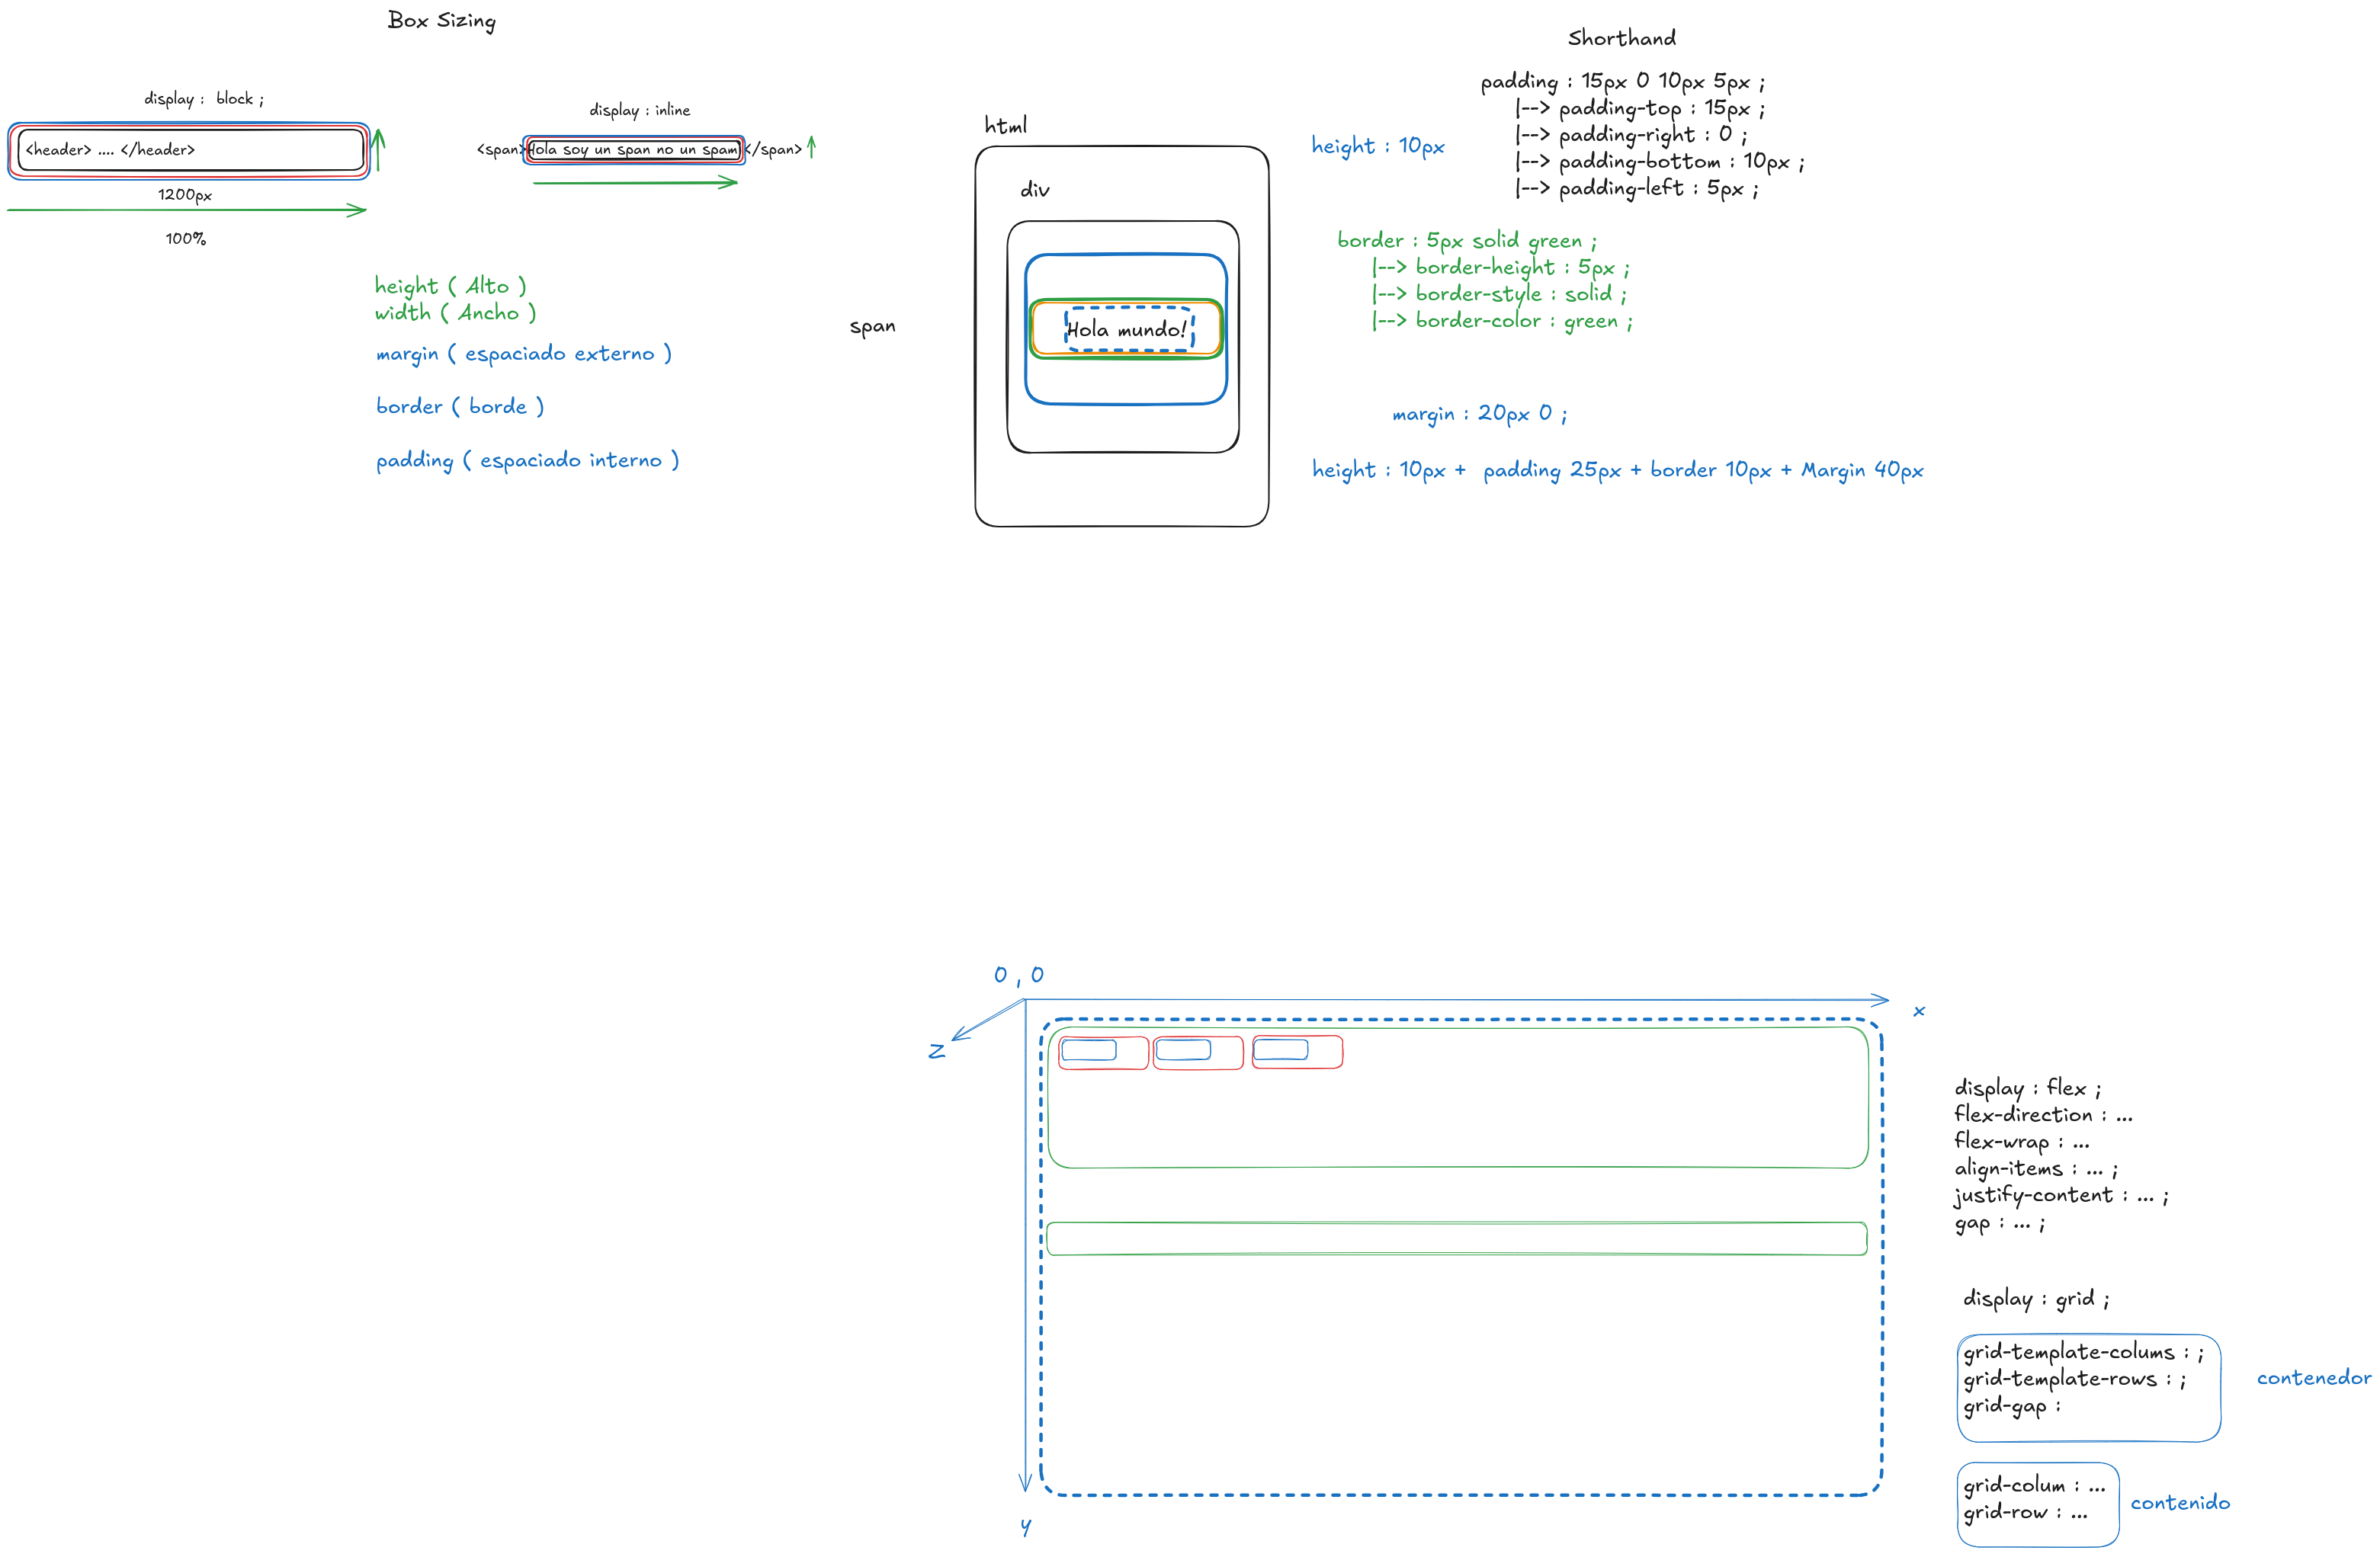 Box Sizing
display : block ;
<header> .... </header>
1200px
100%
display : inline
<span>Hola soy un span no un spam</span>
height ( Alto )
width ( Ancho )
margin ( espaciado externo )
border ( borde )
padding ( espaciado interno )
html
div
span
Hola mundo!
Shorthand
padding : 15px 0 10px 5px ;
|--> padding-top : 15px ;
|--> padding-right : 0 ;
|--> padding-bottom : 10px ;
|--> padding-left : 5px ;
height : 10px
border : 5px solid green ;
|--> border-height : 5px ;
|--> border-style : solid ;
|--> border-color : green ;
margin : 20px 0 ;
height : 10px + padding 25px + border 10px + Margin 40px
0 , 0
x
z
y
display : flex ;
flex-direction : ...
flex-wrap : ...
align-items : ... ;
justify-content : ... ;
gap : ... ;
display : grid ;
grid-template-colums : ;
grid-template-rows : ;
grid-gap :
contenedor
grid-colum : ...
grid-row : ...
contenido